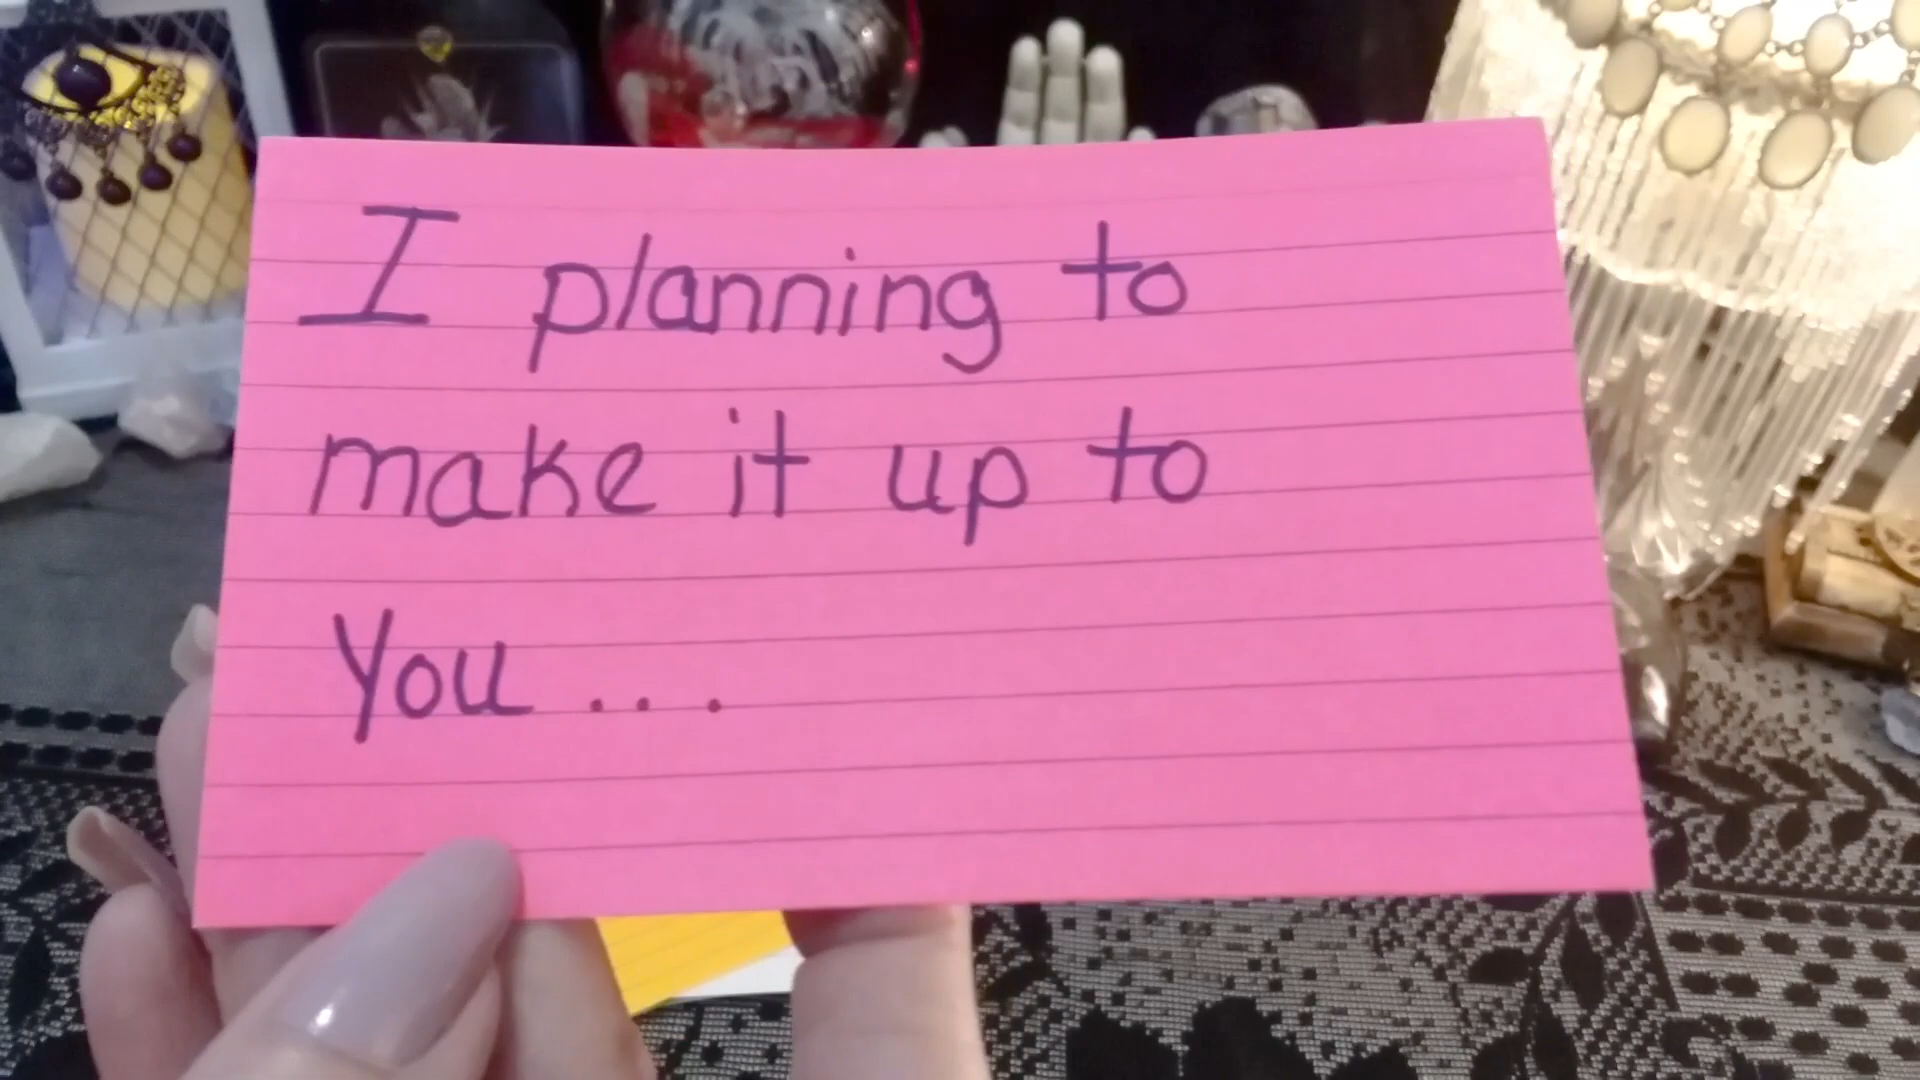 I planning to
make it up to
You ....